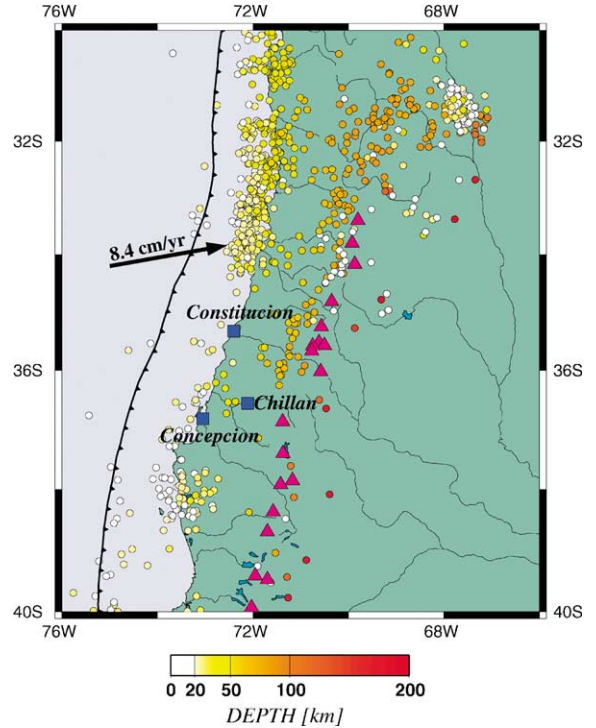 76W 72W 68W
32S 32S
8.4 cm/yr
Constitucion
36S 36S
Chillan
Concepcion
40S 40S
76W 72W 68W
0 20 50 100 200
DEPTH [km]